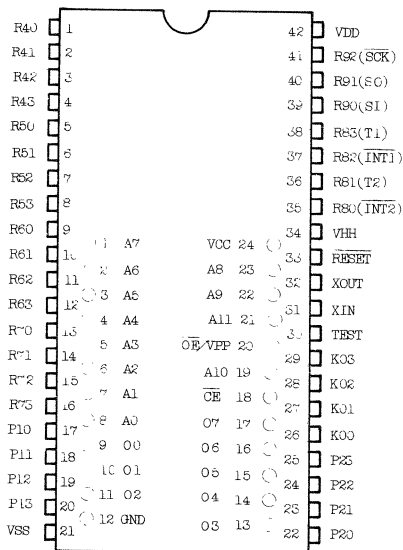 R40 1 42 VDD
R41 2 41 R92(SCK)
R42 3 40 R91(SO)
R43 4 39 R90(SI)
R50 5 38 R83(T1)
R51 6 37 R82(INT1)
R52 7 36 R81(T2)
R53 8 35 R80(INT2)
R60 9 34 VHH
1 A7 VCC 24
R61 10 33 RESET
2 A6 A8 23
R62 11 32 XOUT
3 A5 A9 22
R63 12 31 XIN
4 A4 A11 21
R70 13 30 TEST
5 A3 OE/VPP 20
R71 14 29 K03
6 A2 A10 19
R72 15 28 K02
7 A1 CE 18
R73 16 27 K01
8 A0 O7 17
P10 17 26 K00
9 O0 O6 16
P11 18 25 P23
10 O1 O5 15
P12 19 24 P22
11 O2 O4 14
P13 20 23 P21
12 GND O3 13
VSS 21 22 P20